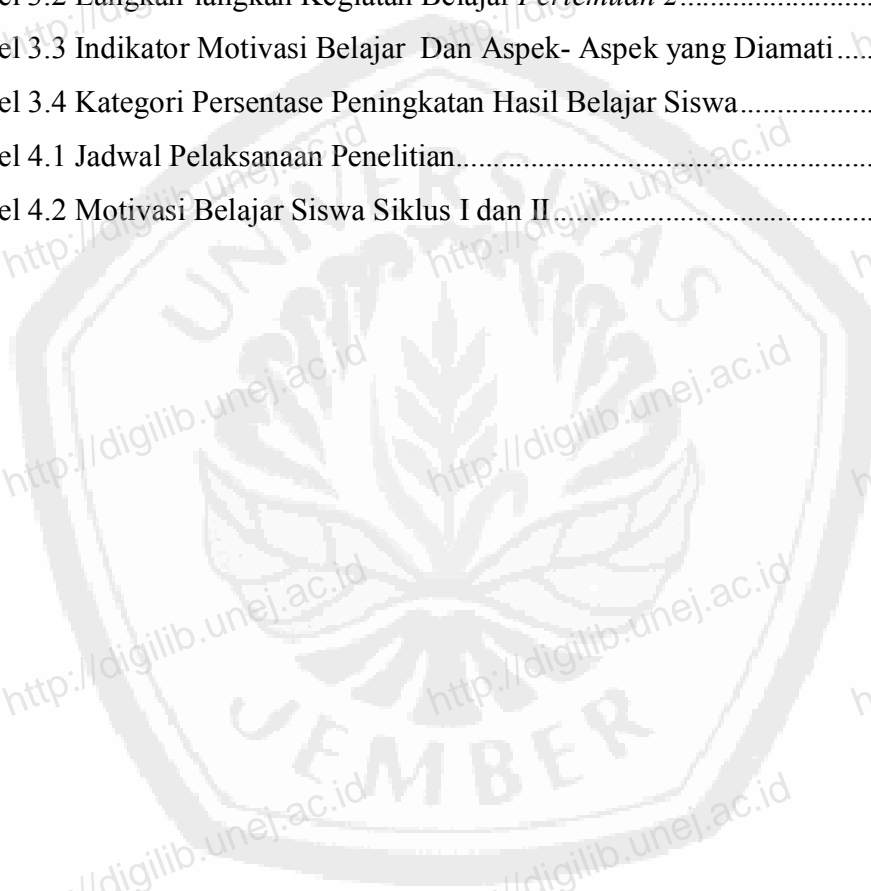 el 3.2 Langkah-langkah Kegiatan Belajar Pertemuan 2
el 3.3 Indikator Motivasi Belajar Dan Aspek- Aspek yang Diamati
el 3.4 Kategori Persentase Peningkatan Hasil Belajar Siswa
el 4.1 Jadwal Pelaksanaan Penelitian
el 4.2 Motivasi Belajar Siswa Siklus I dan II
UNIVERSITAS
http://digilib.unej.ac.id
http://digilib.unej.ac.id
http://digilib.unej.ac.id
http://digilib.unej.ac.id
http://digilib.unej.ac.id
http://digilib.unej.ac.id
JEMBER
//digilib.unej.ac.id
//digilib.unej.ac.id